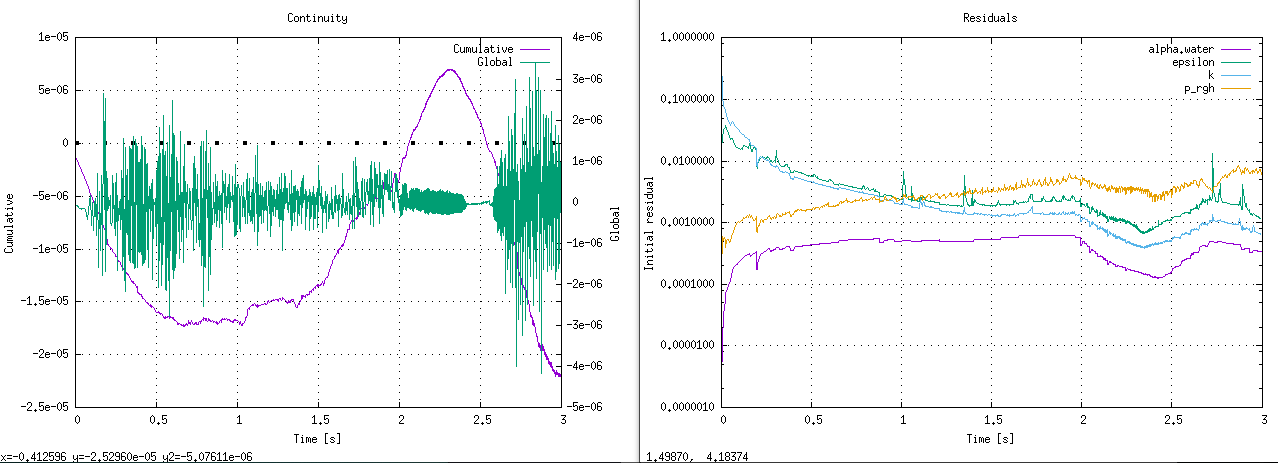 Continuity
1e-05
5e-06
0
-5e-06
-1e-05
-1.5e-05
-2e-05
-2.5e-05
Cumulative
Cumulative
Global
4e-06
3e-06
2e-06
1e-06
0
-1e-06
-2e-06
-3e-06
-4e-06
-5e-06
Global
0 0.5 1 1.5 2 2.5 3
Time [s]
x=-0.412596 y=-2.52960e-05 y2=-5.07611e-06
Residuals
1.0000000
0.1000000
0.0100000
0.0010000
0.0001000
0.0000100
0.0000010
Initial residual
alpha.water
epsilon
k
p_rgh
0 0.5 1 1.5 2 2.5 3
Time [s]
1.49870, 4.18374